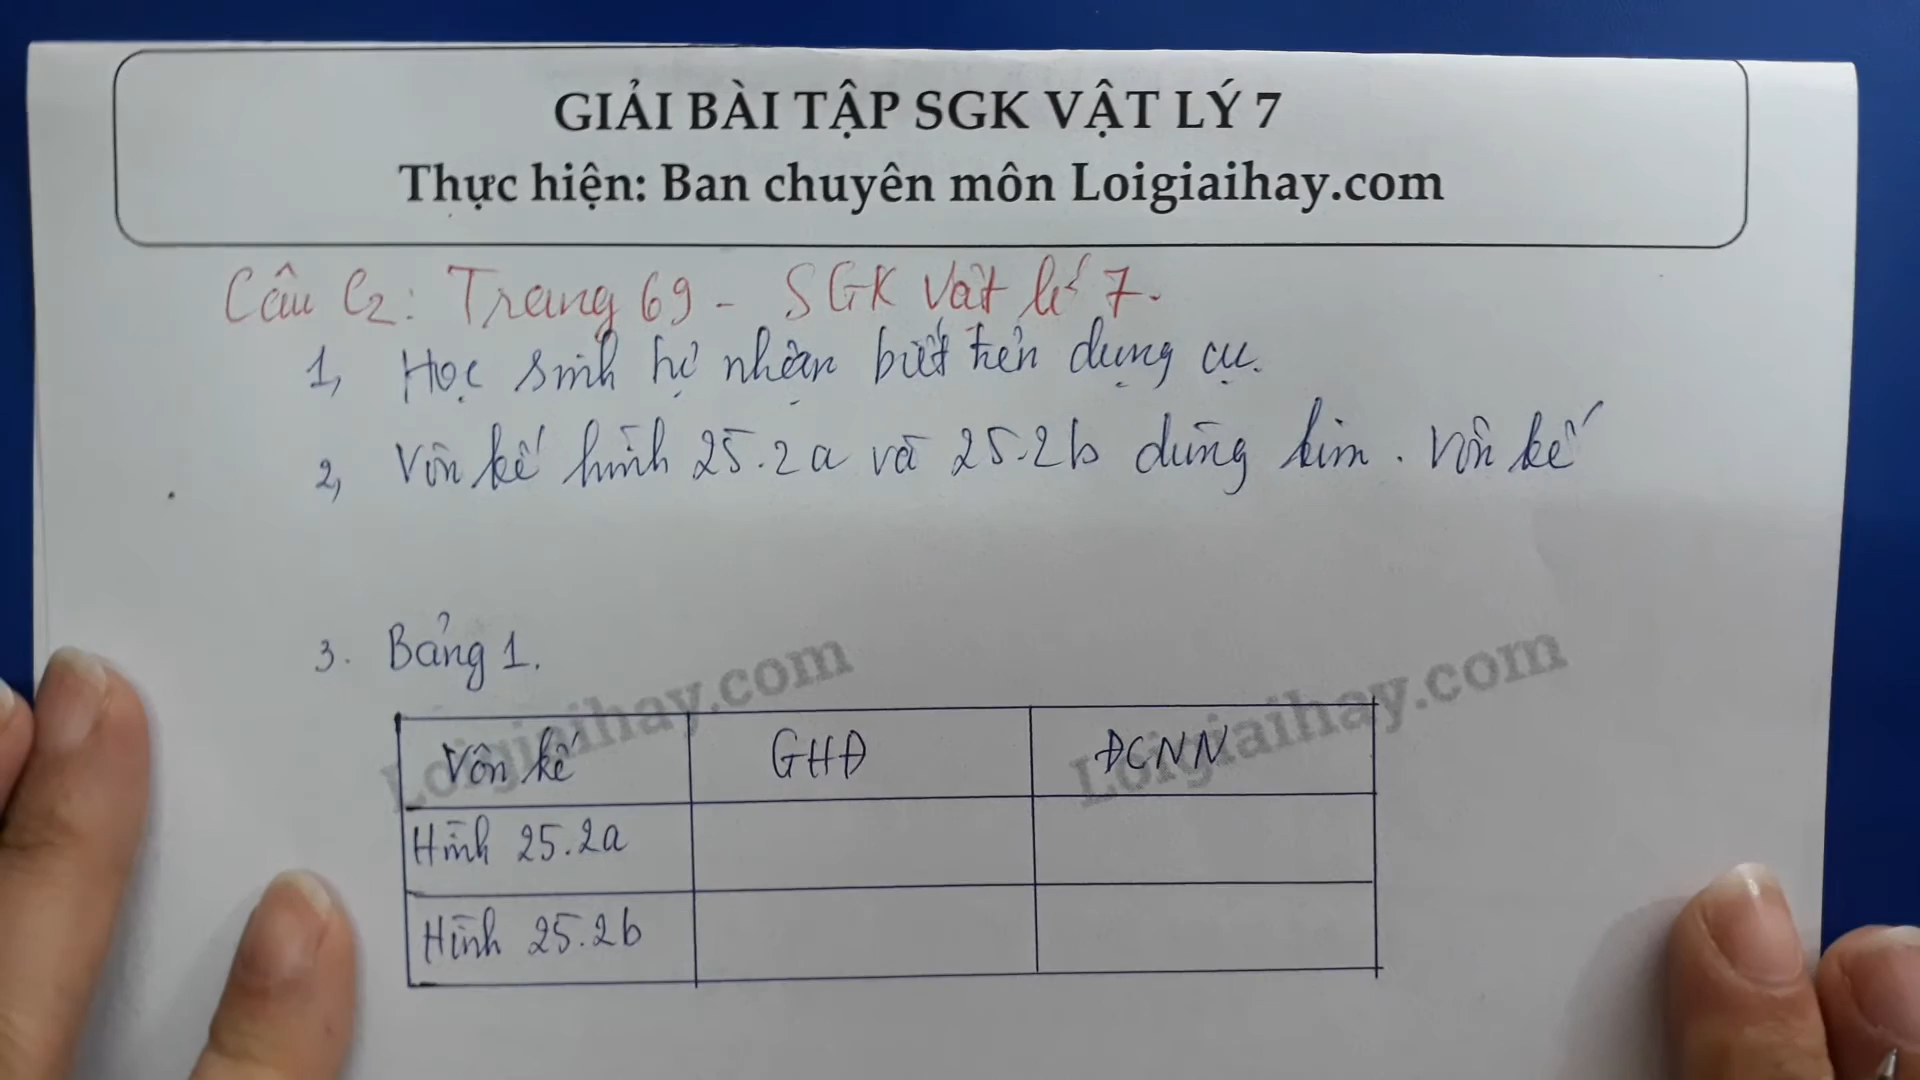 GIẢI BÀI TẬP SGK VẬT LÝ 7
Thực hiện: Ban chuyên môn Loigiaihay.com
Câu C2: Trang 69 - SGK Vật lí 7.
1, Học sinh tự nhận biết trên dụng cụ.
2, Vôn kế hình 25.2a và 25.2b dùng kim. Vôn kế
3. Bảng 1.
Loigiaihay.com
Loigiaihay.com
Vôn kế GHĐ ĐCNN
Hình 25.2a
Hình 25.2b